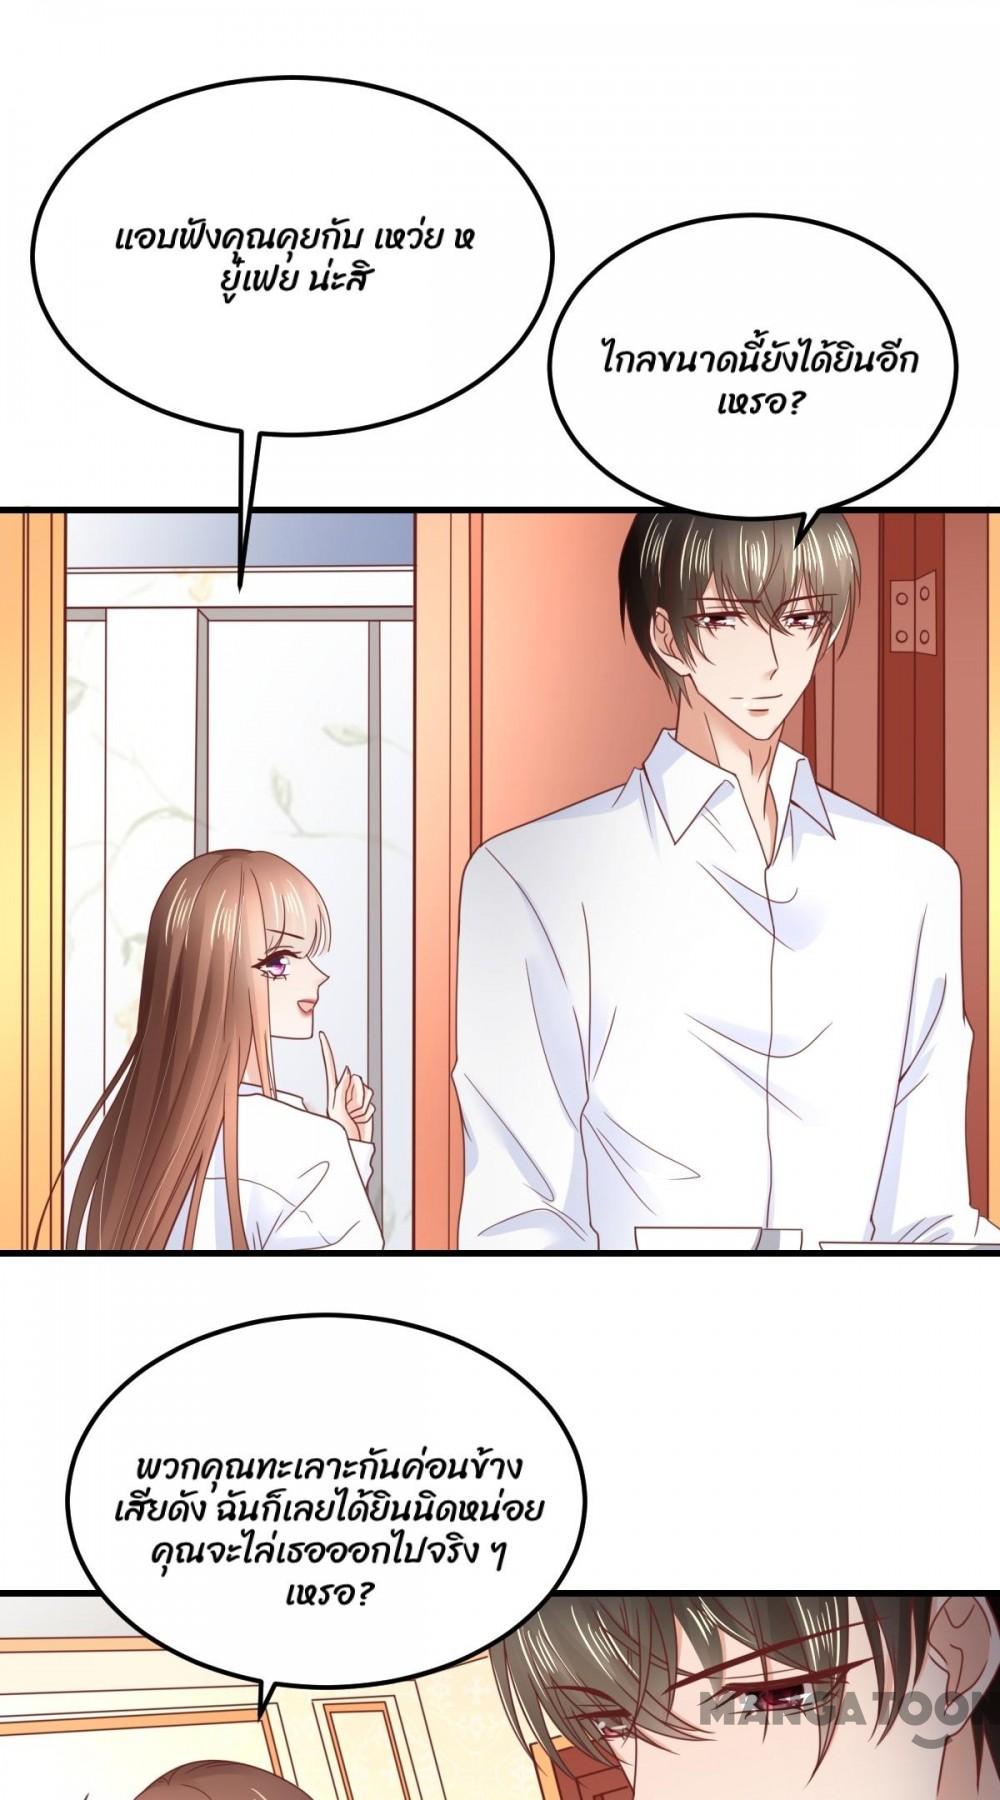 แอบฟังคุณคุยกับ เหว่ย ห
ยู่เฟย น่ะสิ
ไกลขนาดนี้ยังได้ยินอีก
เหรอ?
พวกคุณทะเลาะกันค่อนข้าง
เสียดัง ฉันก็เลยได้ยินนิดหน่อย
คุณจะไล่เธอออกไปจริง ๆ
เหรอ?
MANGATOON